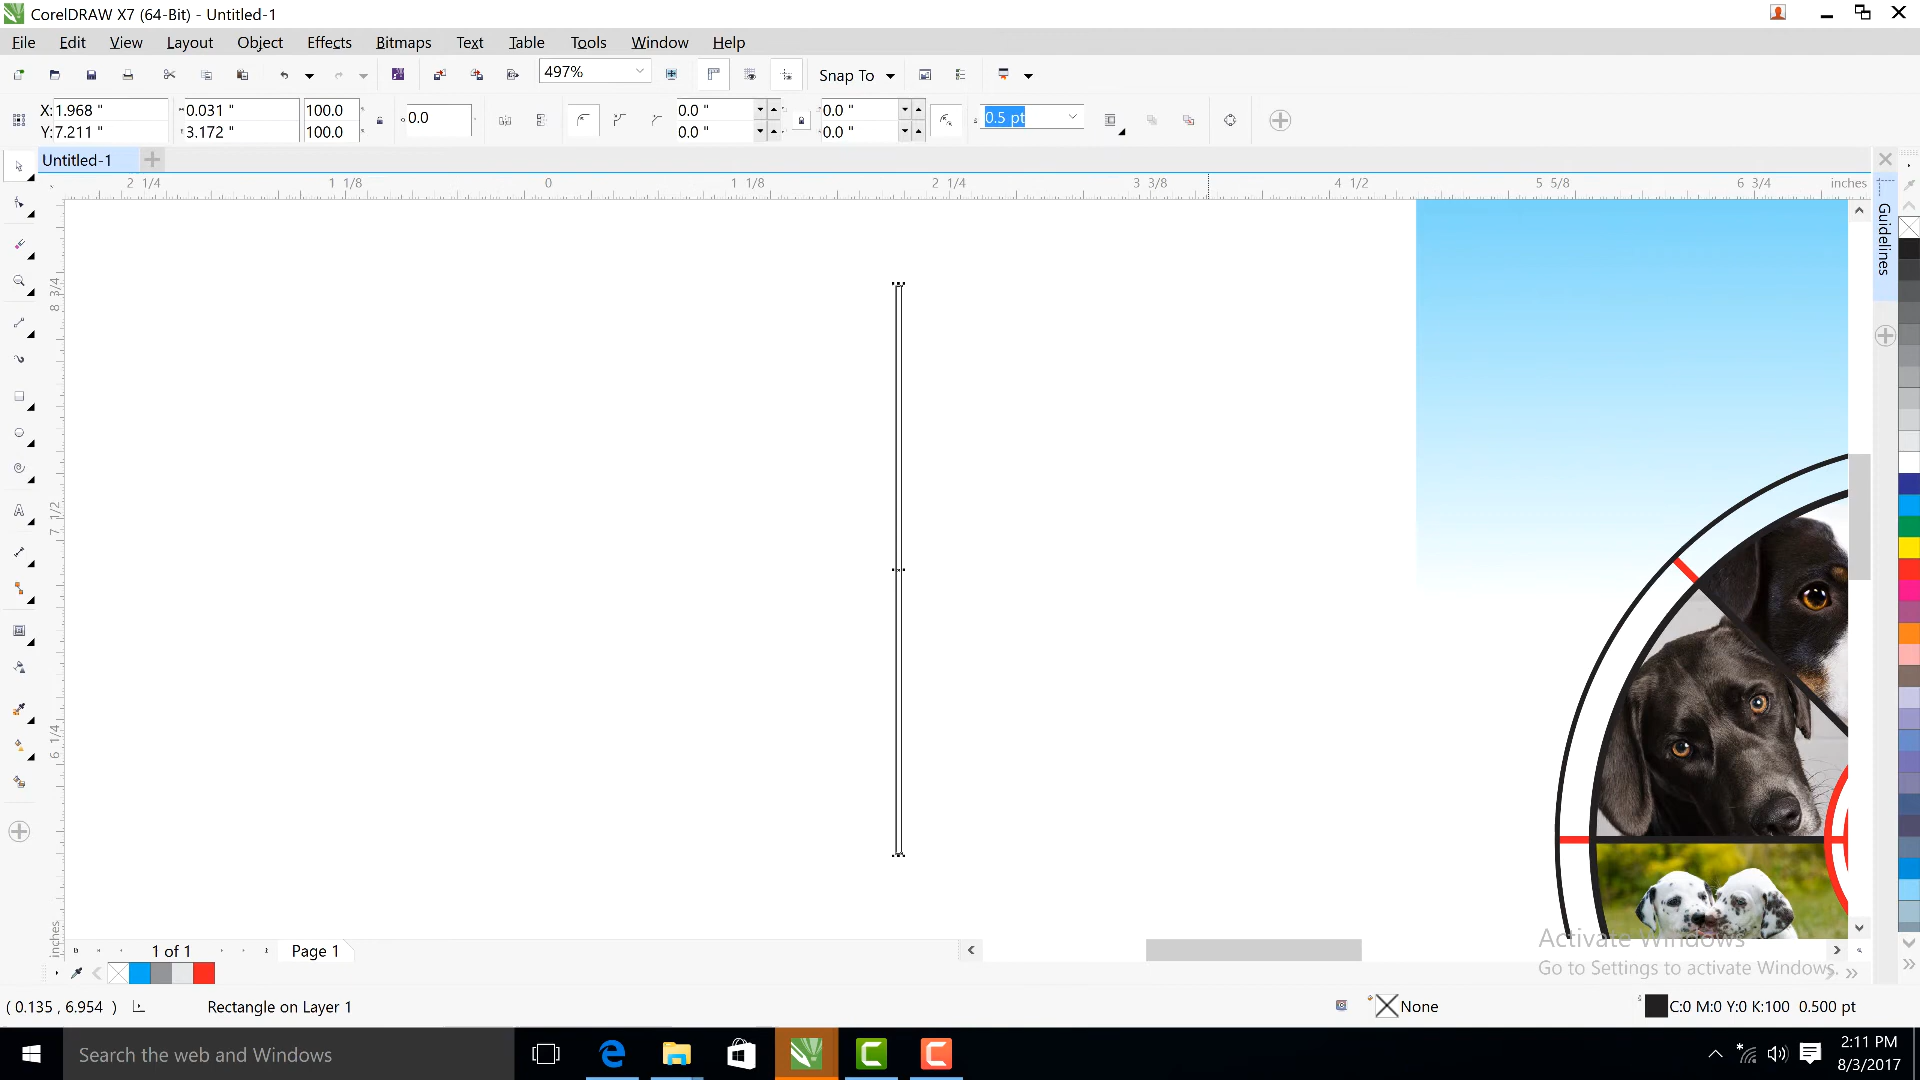 CorelDRAW X7 (64-Bit) - Untitled-1
File Edit View Layout Object Effects Bitmaps Text Table Tools Window Help
497% Snap To
X: 1.968 " 0.031 " 100.0 0.0 0.0 " 0.0 " 0.5 pt
Y: 7.211 " 3.172 " 100.0 0.0 " 0.0 "
Untitled-1
2 1/4 1 1/8 0 1 1/8 2 1/4 3 3/8 4 1/2 5 5/8 6 3/4 inches
Guidelines
8 3/4
7 1/2
6 1/4
inches
1 of 1 Page 1
Activate Windows
Go to Settings to activate Windows.
( 0.135 , 6.954 ) Rectangle on Layer 1 None C:0 M:0 Y:0 K:100 0.500 pt
Search the web and Windows
2:11 PM
8/3/2017